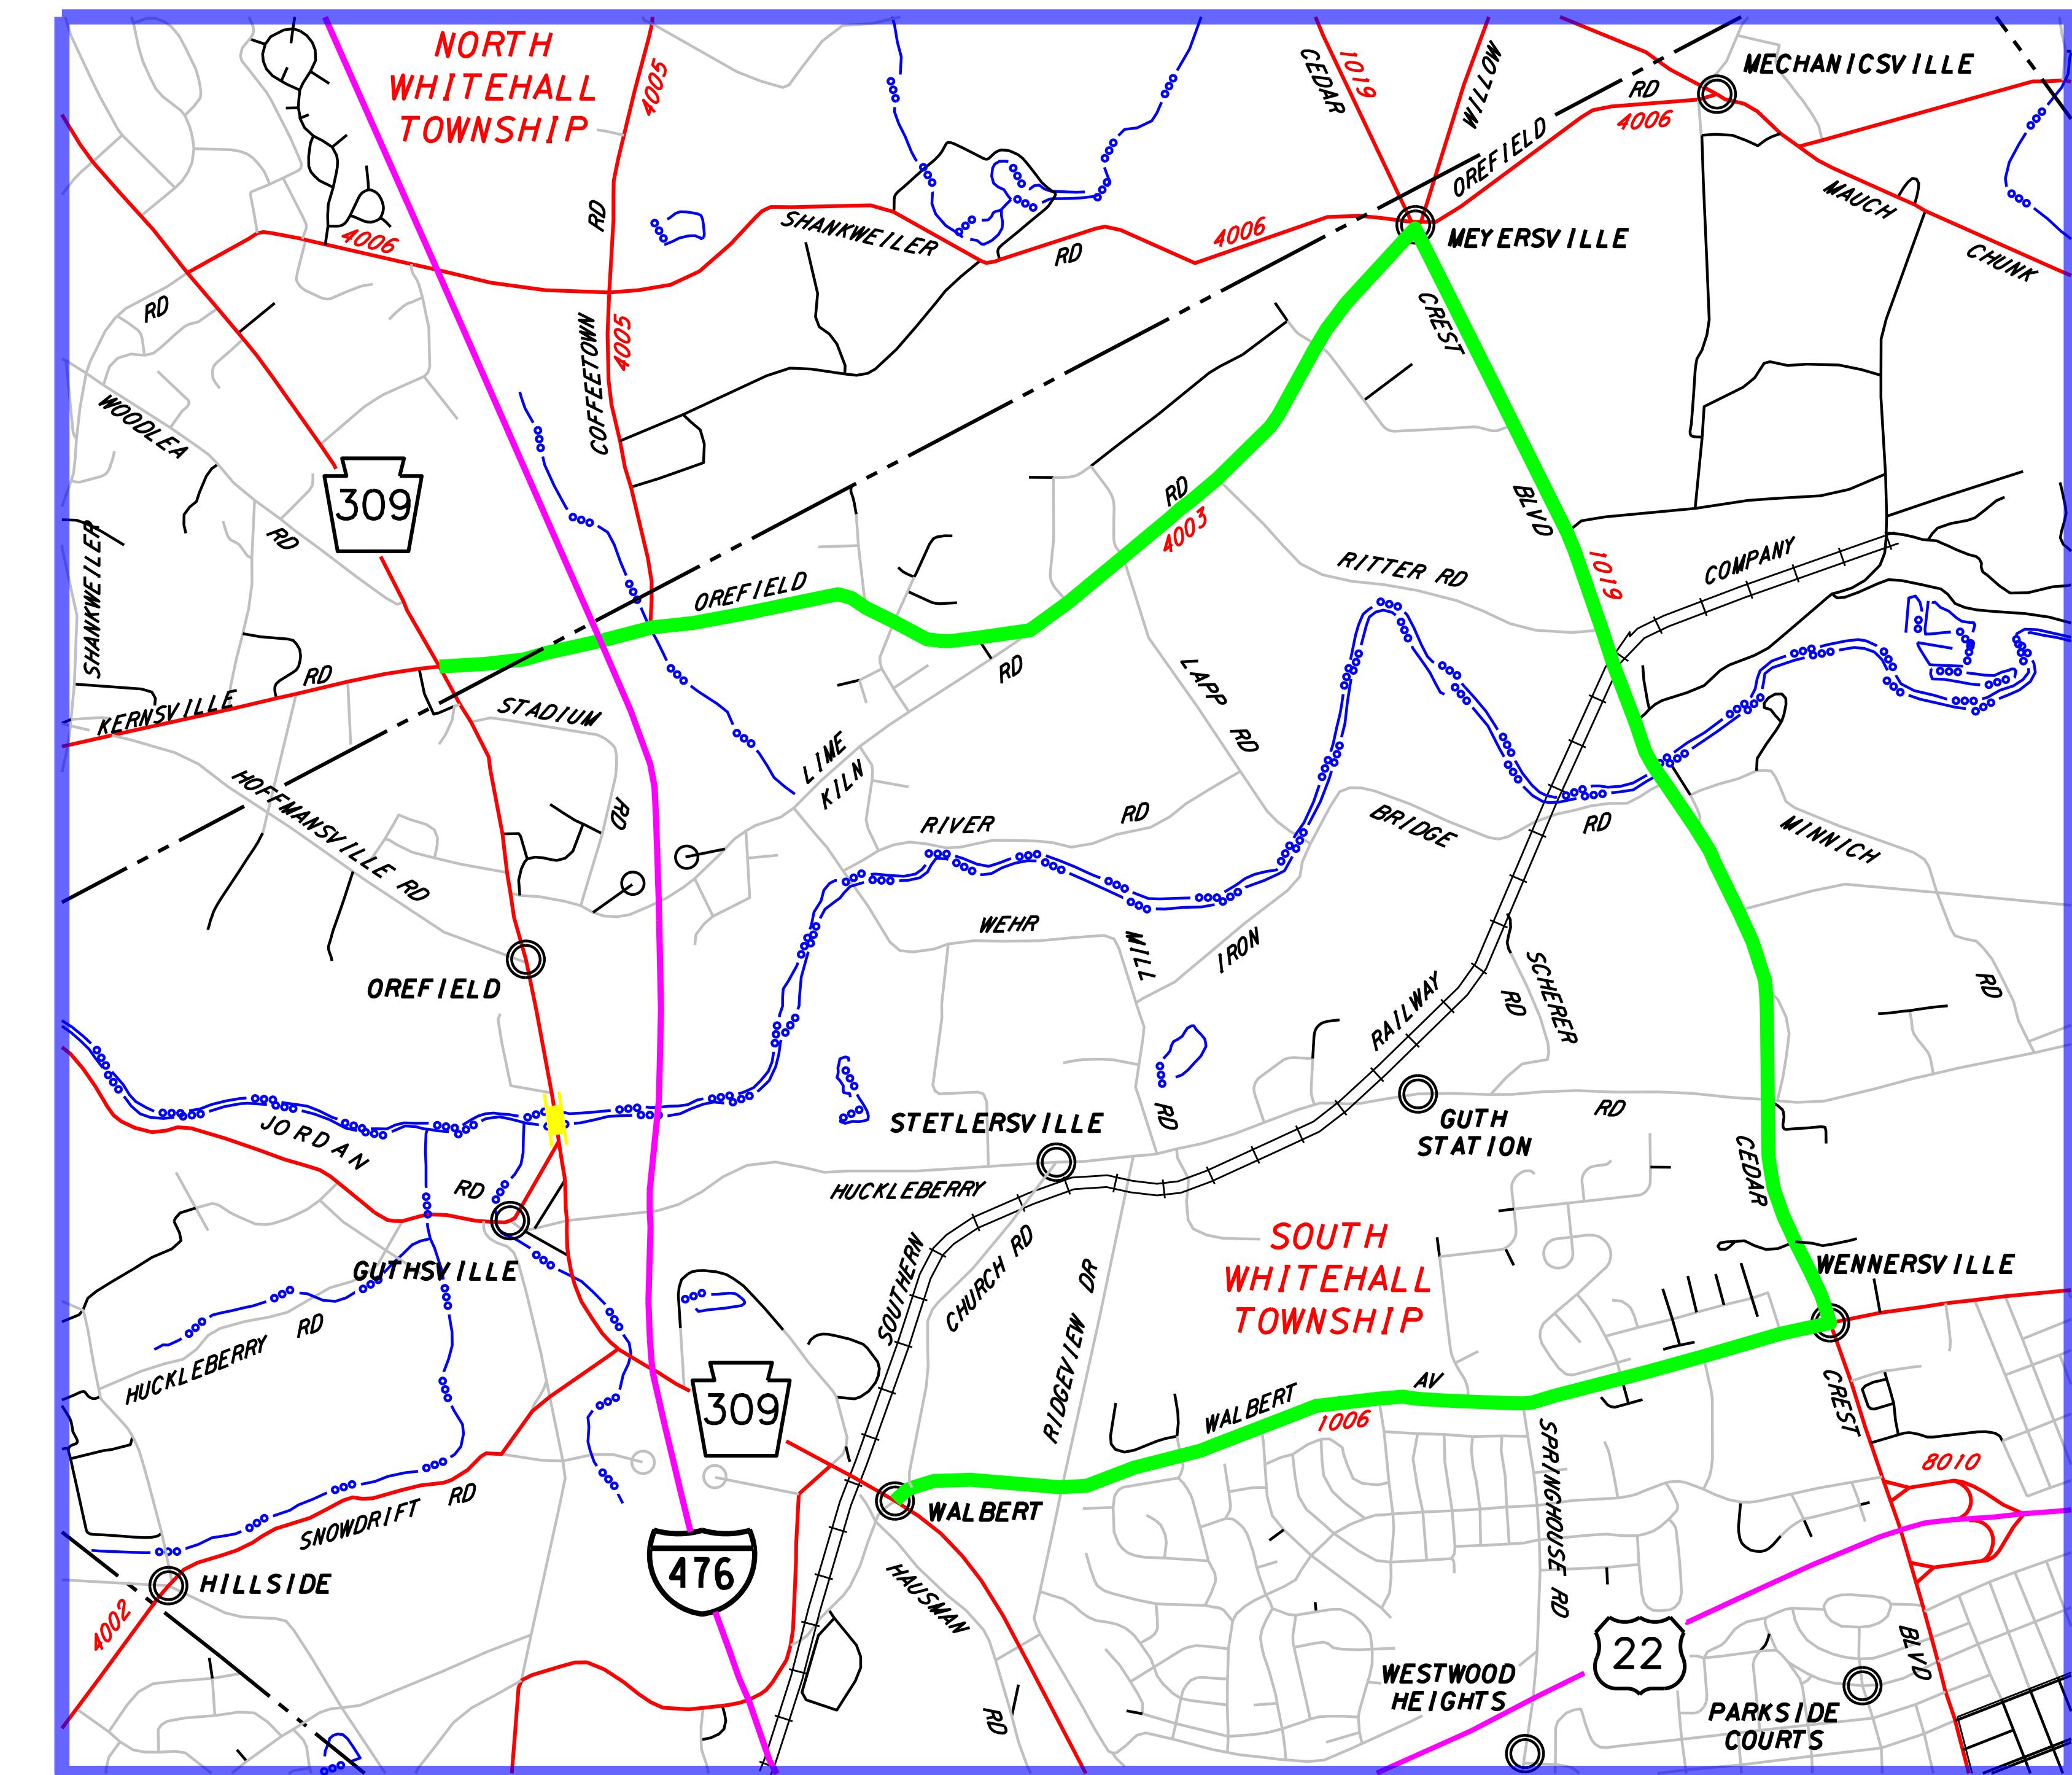 NORTH
WHITEHALL
TOWNSHIP
4005
CEDAR
1019
WILLOW
RD
4006
MECHANICSVILLE
OREFIELD
MAUCH
CHUNK
RD
4006
SHANKWEILER
RD
4006
MEYERSVILLE
RD
COFFEETOWN
4005
CREST
WOODLEA
RD
309
SHANKWEILER
RD
4003
BLVD
1019
RITTER RD
COMPANY
OREFIELD
KERNSVILLE
RD
STADIUM
RD
LAPP
RD
LIME
KILN
HOFFMANSVILLE RD
RD
RIVER
RD
BRIDGE
RD
MINNICH
RD
WEHR
MILL
IRON
RD
SCHERER
RAILWAY
OREFIELD
JORDAN
RD
STETLERSVILLE
RD
GUTH
STATION
RD
HUCKLEBERRY
CEDAR
GUTHSVILLE
SOUTHERN
CHURCH RD
RIDGEVIEW DR
SOUTH
WHITEHALL
TOWNSHIP
WENNERSVILLE
HUCKLEBERRY
RD
309
WALBERT
AV
1006
CREST
SPRINGHOUSE RD
8010
SNOWDRIFT
RD
WALBERT
HILLSIDE
4002
476
HAUSMAN
RD
22
WESTWOOD
HEIGHTS
PARKSIDE
COURTS
BLVD